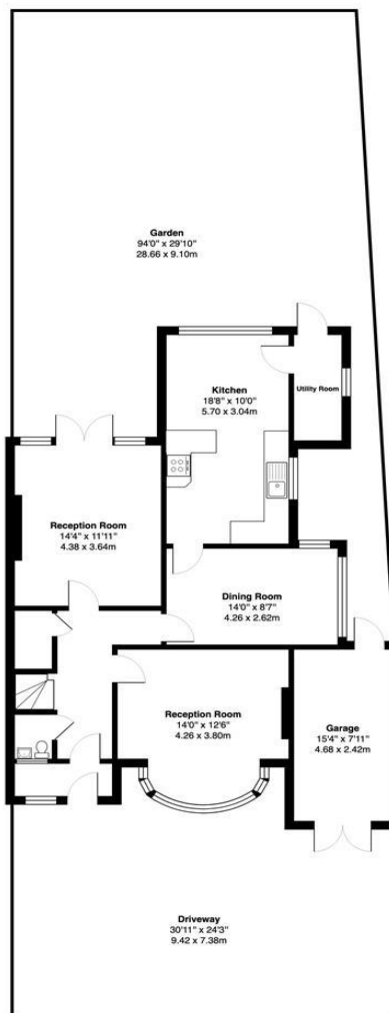 Garden
94'0" x 29'10"
28.66 x 9.10m
Kitchen
18'8" x 10'0"
5.70 x 3.04m
Utility Room
Reception Room
14'4" x 11'11"
4.38 x 3.64m
Dining Room
14'0" x 8'7"
4.26 x 2.62m
Reception Room
14'0" x 12'6"
4.26 x 3.80m
Garage
15'4" x 7'11"
4.68 x 2.42m
Driveway
30'11" x 24'3"
9.42 x 7.38m